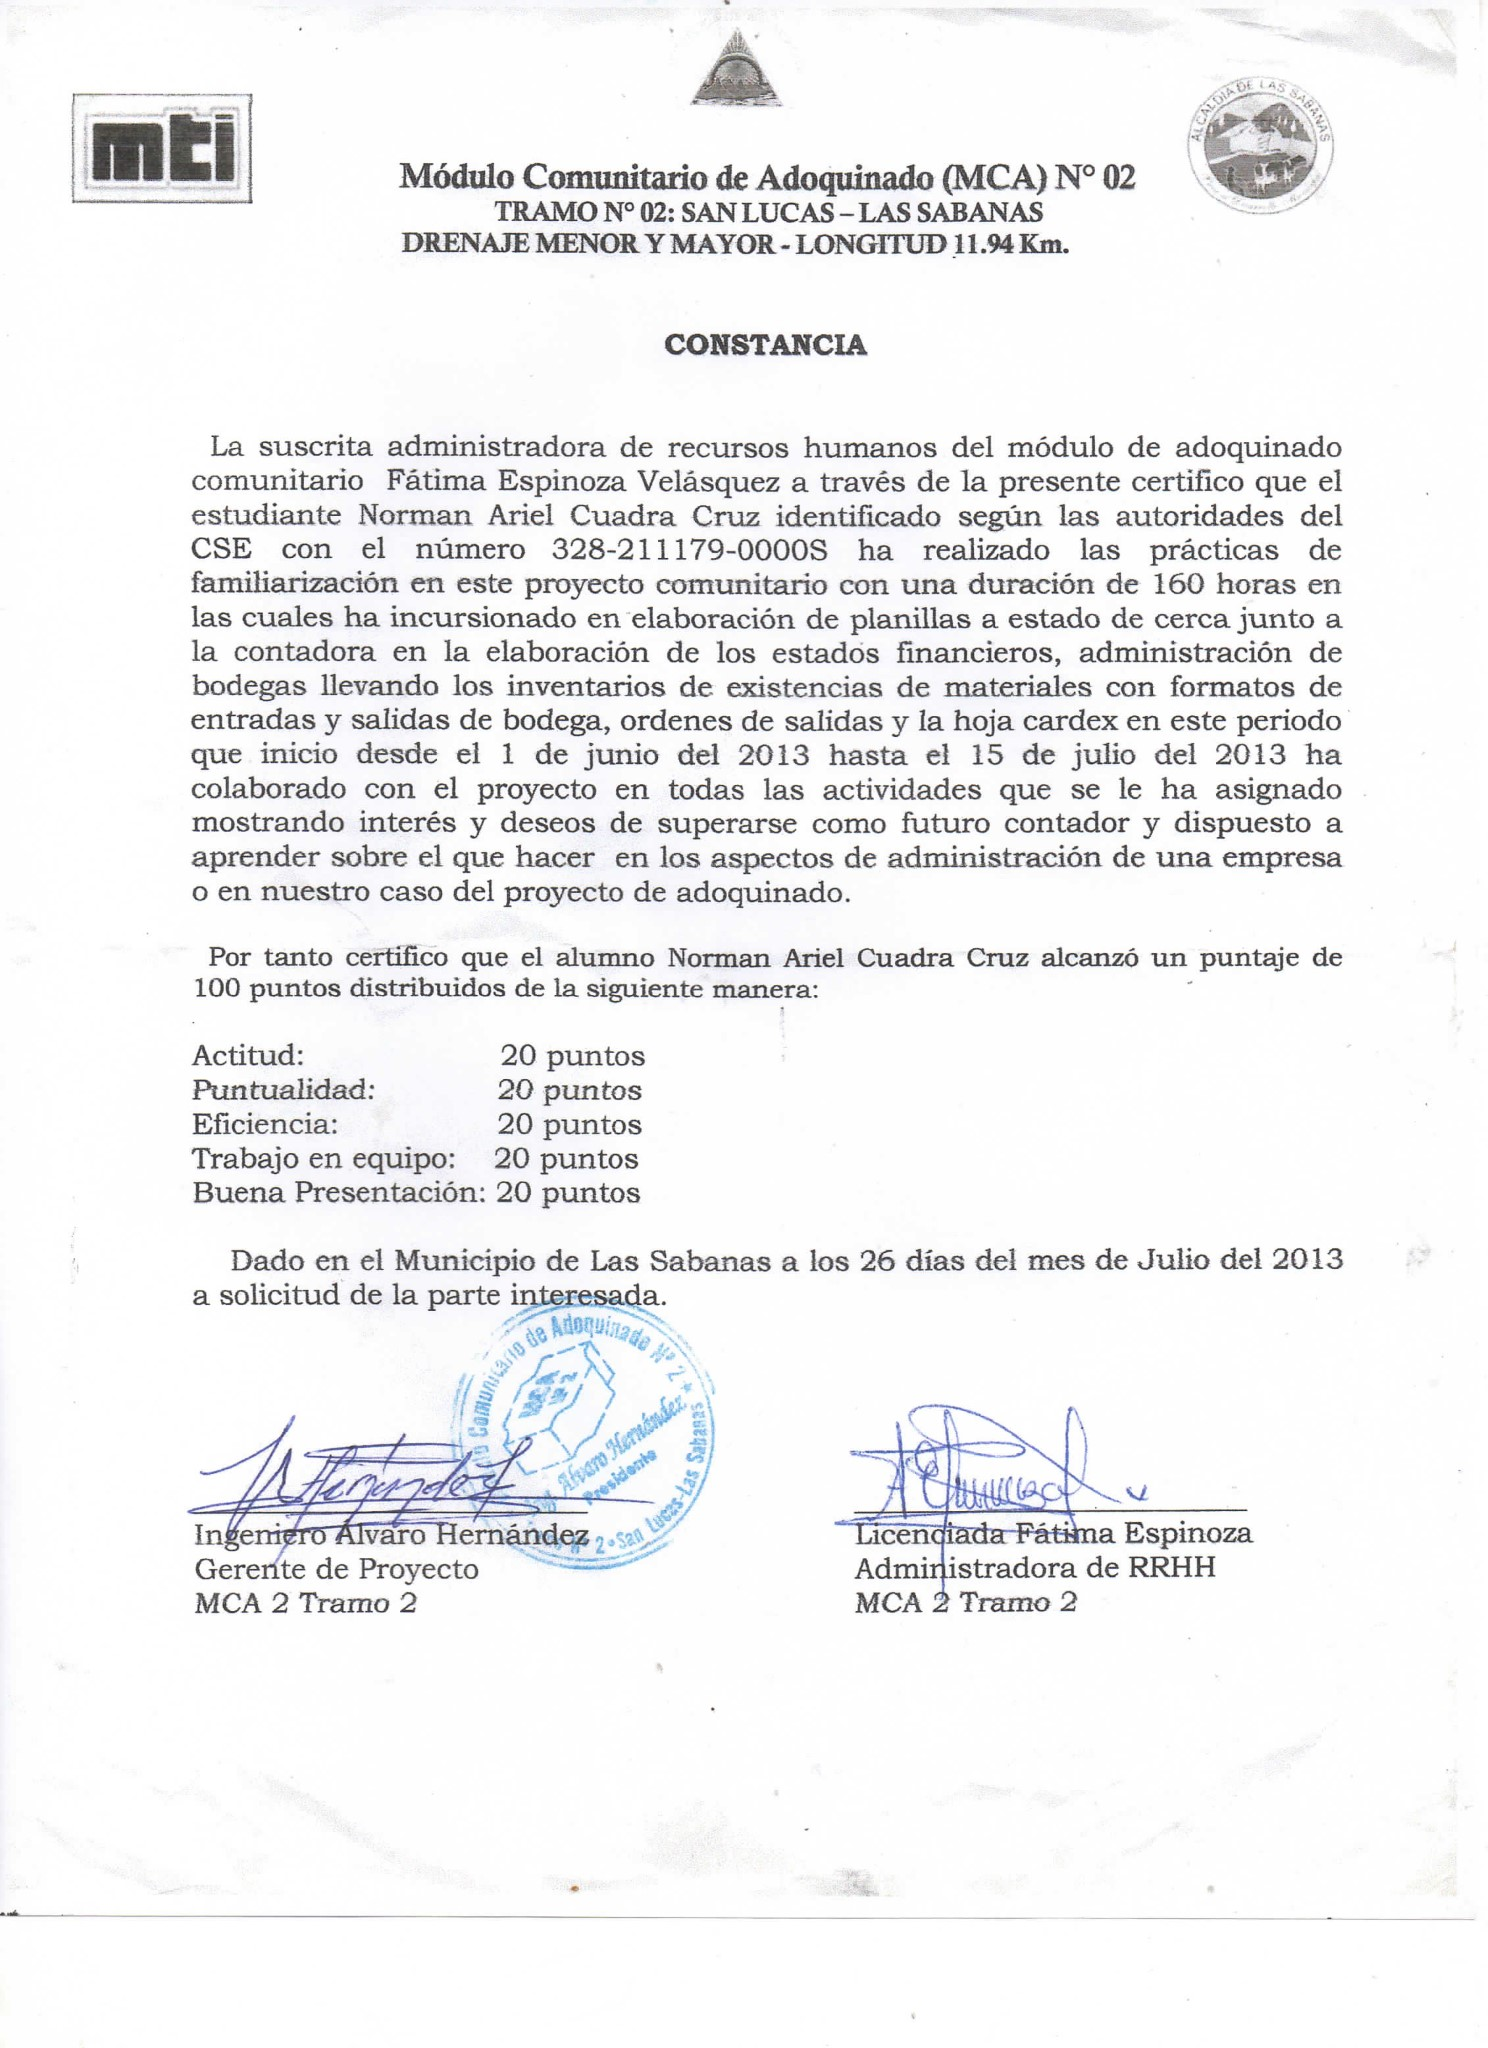 mti
ALCALDIA DE LAS SABANAS
Módulo Comunitario de Adoquinado (MCA) N° 02
TRAMO N° 02: SAN LUCAS – LAS SABANAS
DRENAJE MENOR Y MAYOR - LONGITUD 11.94 Km.
CONSTANCIA
La suscrita administradora de recursos humanos del módulo de adoquinado
comunitario Fátima Espinoza Velásquez a través de la presente certifico que el
estudiante Norman Ariel Cuadra Cruz identificado según las autoridades del
CSE con el número 328-211179-0000S ha realizado las prácticas de
familiarización en este proyecto comunitario con una duración de 160 horas en
las cuales ha incursionado en elaboración de planillas a estado de cerca junto a
la contadora en la elaboración de los estados financieros, administración de
bodegas llevando los inventarios de existencias de materiales con formatos de
entradas y salidas de bodega, ordenes de salidas y la hoja cardex en este periodo
que inicio desde el 1 de junio del 2013 hasta el 15 de julio del 2013 ha
colaborado con el proyecto en todas las actividades que se le ha asignado
mostrando interés y deseos de superarse como futuro contador y dispuesto a
aprender sobre el que hacer en los aspectos de administración de una empresa
o en nuestro caso del proyecto de adoquinado.
Por tanto certifico que el alumno Norman Ariel Cuadra Cruz alcanzó un puntaje de
100 puntos distribuidos de la siguiente manera:
Actitud: 20 puntos
Puntualidad: 20 puntos
Eficiencia: 20 puntos
Trabajo en equipo: 20 puntos
Buena Presentación: 20 puntos
Dado en el Municipio de Las Sabanas a los 26 días del mes de Julio del 2013
a solicitud de la parte interesada.
Comunitario de Adoquinado N° 2
Ing. Alvaro Hernández
Presidente
N° 2 • San Lucas-Las Sabanas
Ingeniero Álvaro Hernández
Gerente de Proyecto
MCA 2 Tramo 2
Licenciada Fátima Espinoza
Administradora de RRHH
MCA 2 Tramo 2